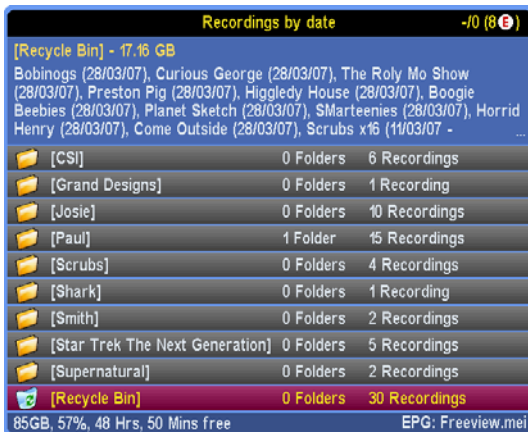 Recordings by date -/0 (8 E)
[Recycle Bin] - 17.16 GB
Bobinogs (28/03/07), Curious George (28/03/07), The Roly Mo Show
(28/03/07), Preston Pig (28/03/07), Higgledy House (28/03/07), Boogie
Beebies (28/03/07), Planet Sketch (28/03/07), SMarteenies (28/03/07), Horrid
Henry (28/03/07), Come Outside (28/03/07), Scrubs x16 (11/03/07 - ...
[CSI] 0 Folders 6 Recordings
[Grand Designs] 0 Folders 1 Recording
[Josie] 0 Folders 10 Recordings
[Paul] 1 Folder 15 Recordings
[Scrubs] 0 Folders 4 Recordings
[Shark] 0 Folders 1 Recording
[Smith] 0 Folders 2 Recordings
[Star Trek The Next Generation] 0 Folders 5 Recordings
[Supernatural] 0 Folders 2 Recordings
[Recycle Bin] 0 Folders 30 Recordings
85GB, 57%, 48 Hrs, 50 Mins free EPG: Freeview.mei